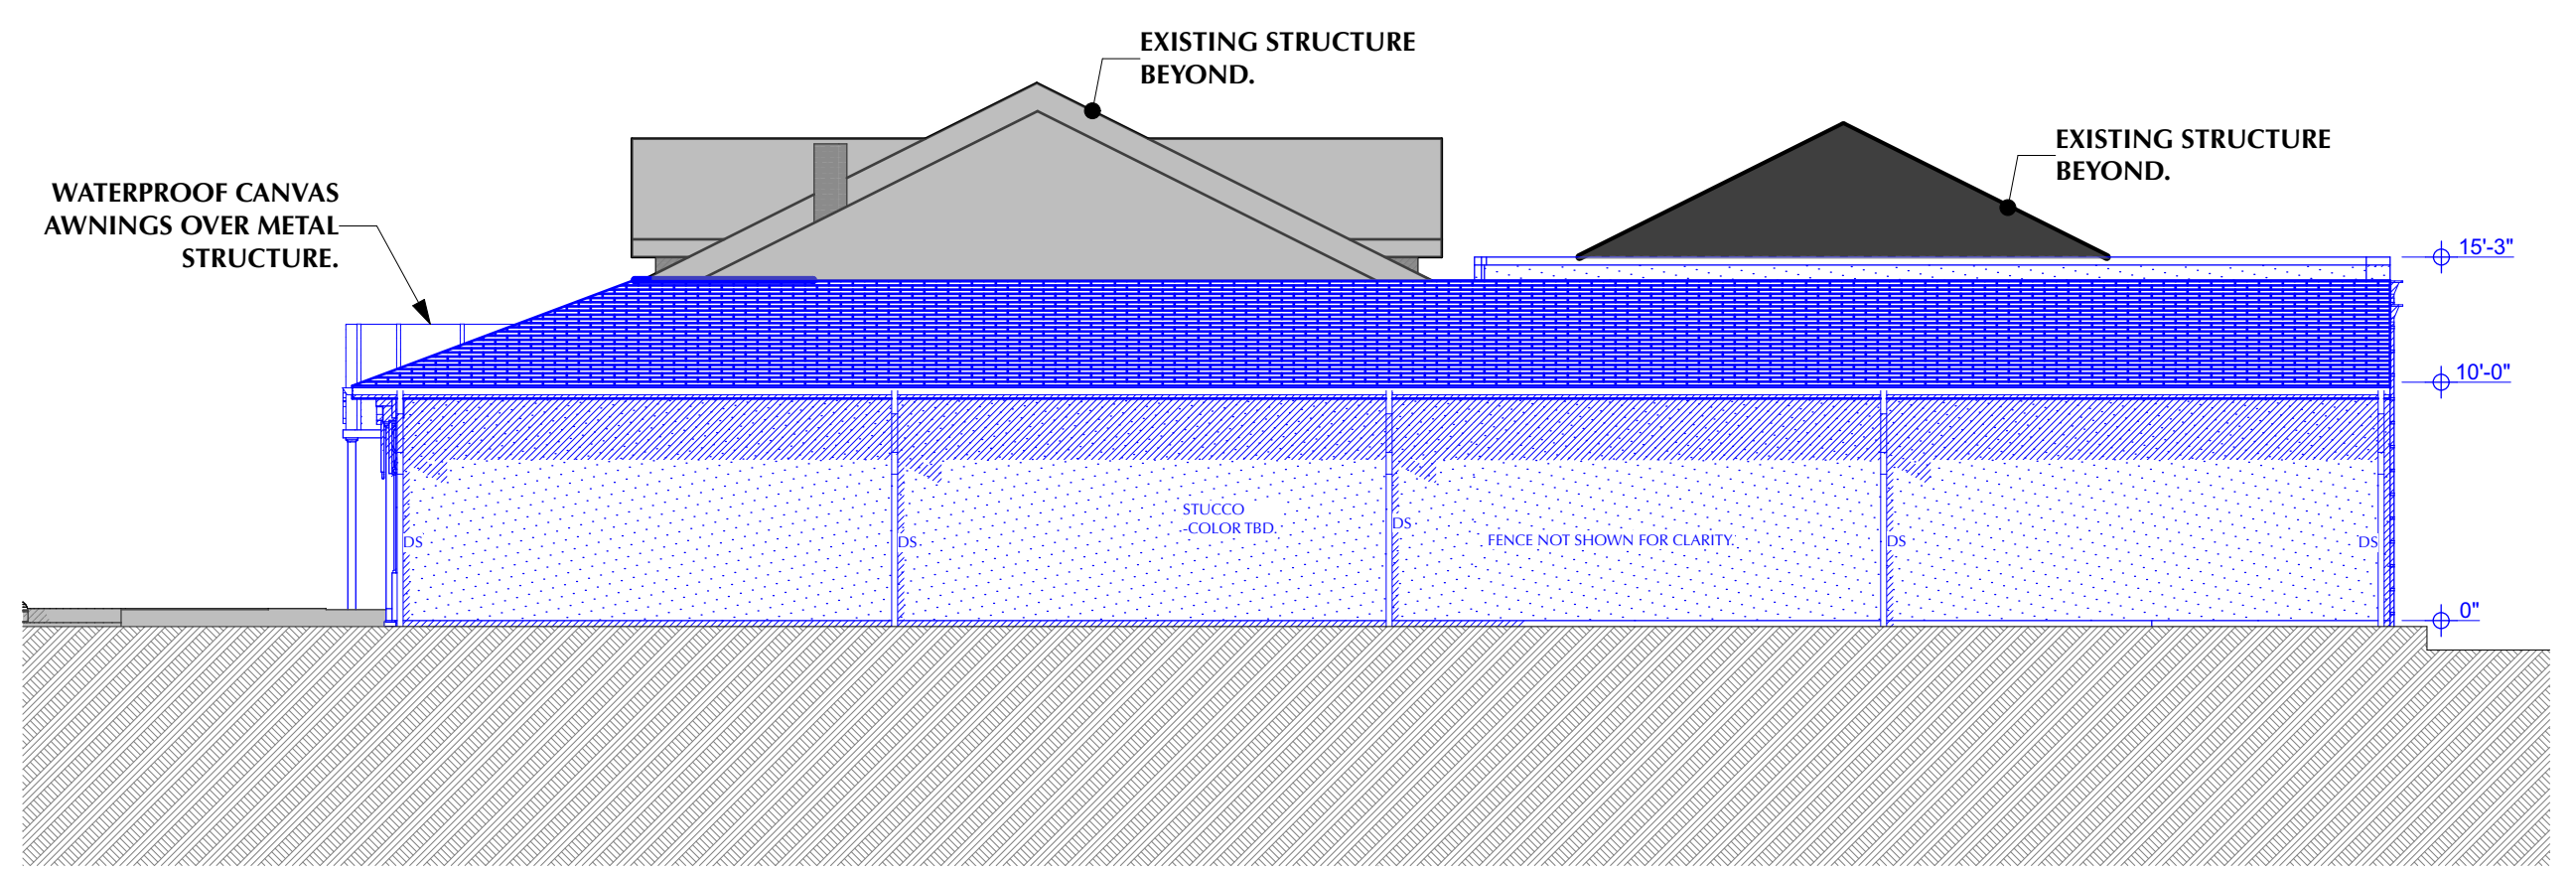 EXISTING STRUCTURE
BEYOND.
EXISTING STRUCTURE
BEYOND.
WATERPROOF CANVAS
AWNINGS OVER METAL
STRUCTURE.
15'-3"
10'-0"
STUCCO
-COLOR TBD.
DS
FENCE NOT SHOWN FOR CLARITY.
DS
DS
DS
DS
0"